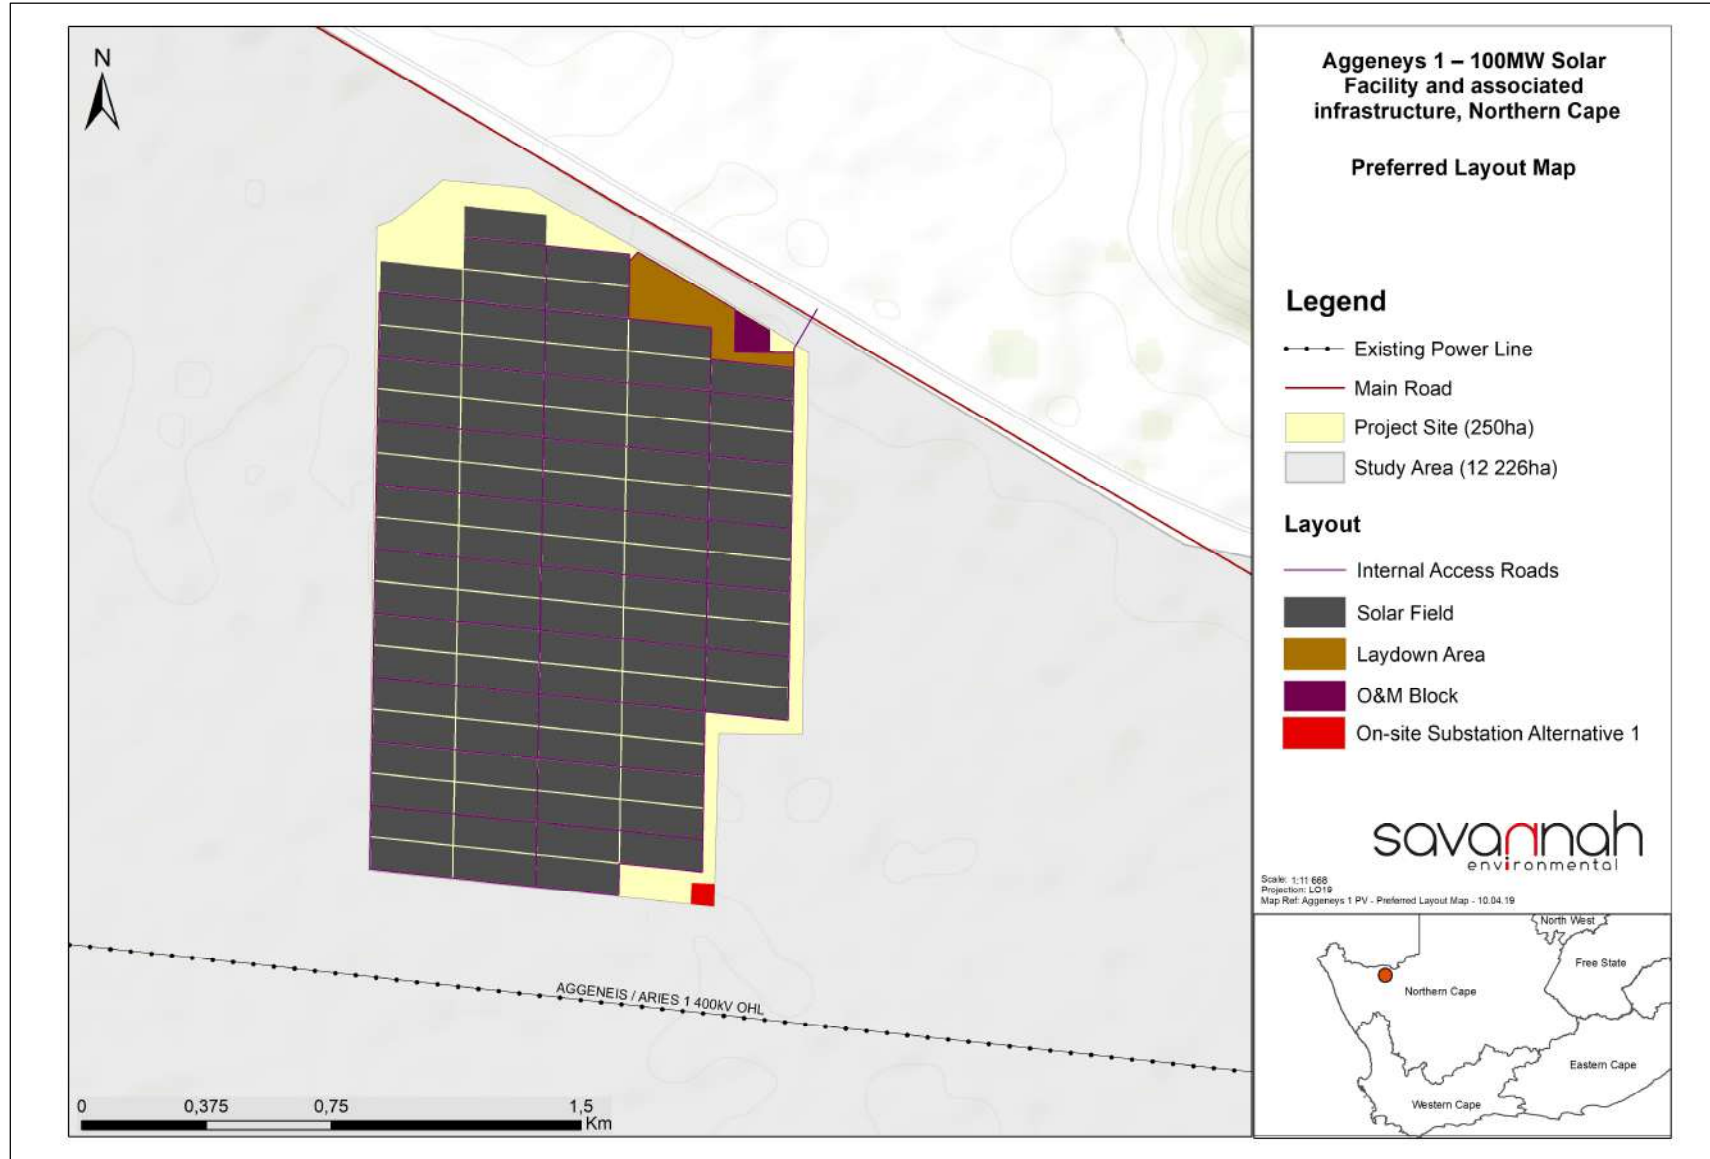 N
AGGENEIS / ARIES 1 400kV OHL
0 0,375 0,75 1,5
Km
Aggeneys 1 – 100MW Solar
Facility and associated
infrastructure, Northern Cape
Preferred Layout Map
Legend
Existing Power Line
Main Road
Project Site (250ha)
Study Area (12 226ha)
Layout
Internal Access Roads
Solar Field
Laydown Area
O&M Block
On-site Substation Alternative 1
savannah
environmental
Scale: 1:11 668
Projection: LO19
Map Ref: Aggeneys 1 PV - Preferred Layout Map - 10.04.19
North West
Free State
Northern Cape
Eastern Cape
Western Cape